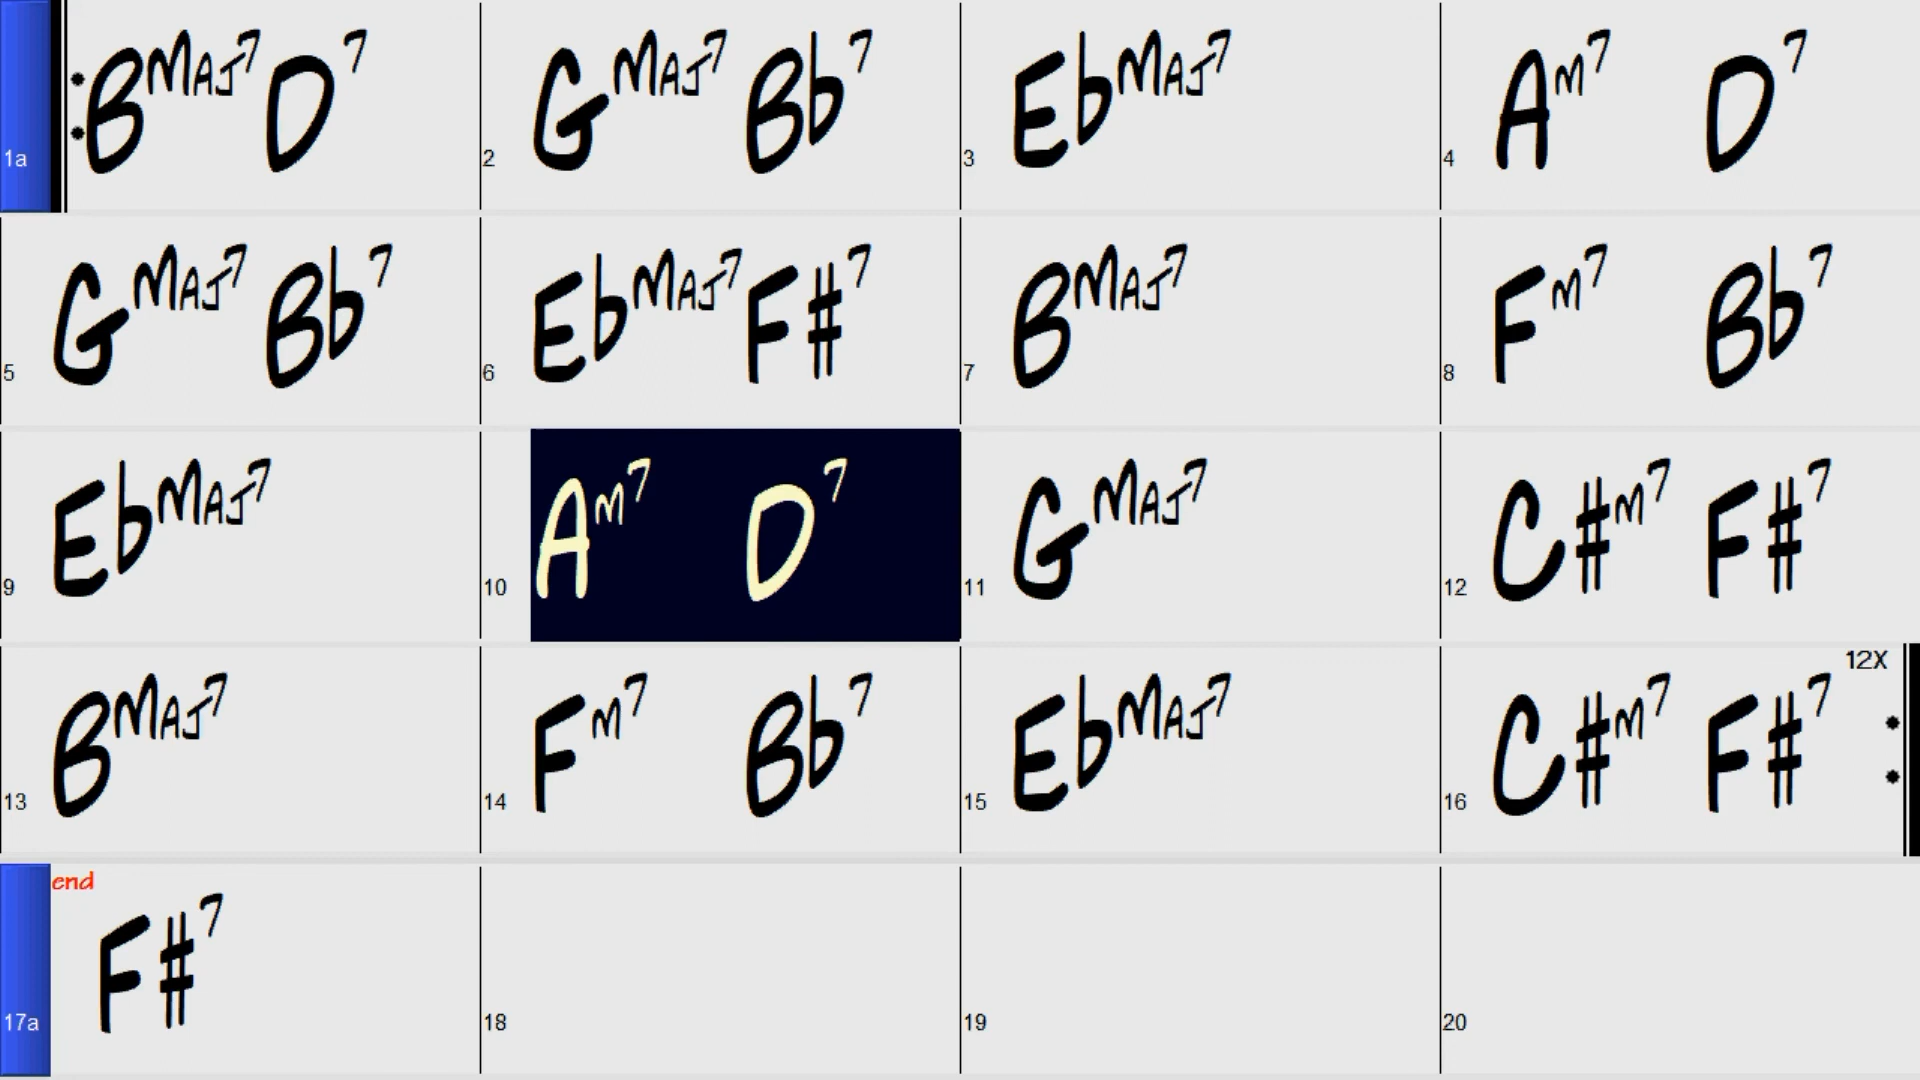 1a BMAJ7 D7 2 GMAJ7 Bb7 3 EbMAJ7 4 Am7 D7
5 GMAJ7 Bb7 6 EbMAJ7 F#7 7 BMAJ7 8 Fm7 Bb7
9 EbMAJ7 10 Am7 D7 11 GMAJ7 12 C#m7 F#7
12X
13 BMAJ7 14 Fm7 Bb7 15 EbMAJ7 16 C#m7 F#7
end
17a F#7 18 19 20